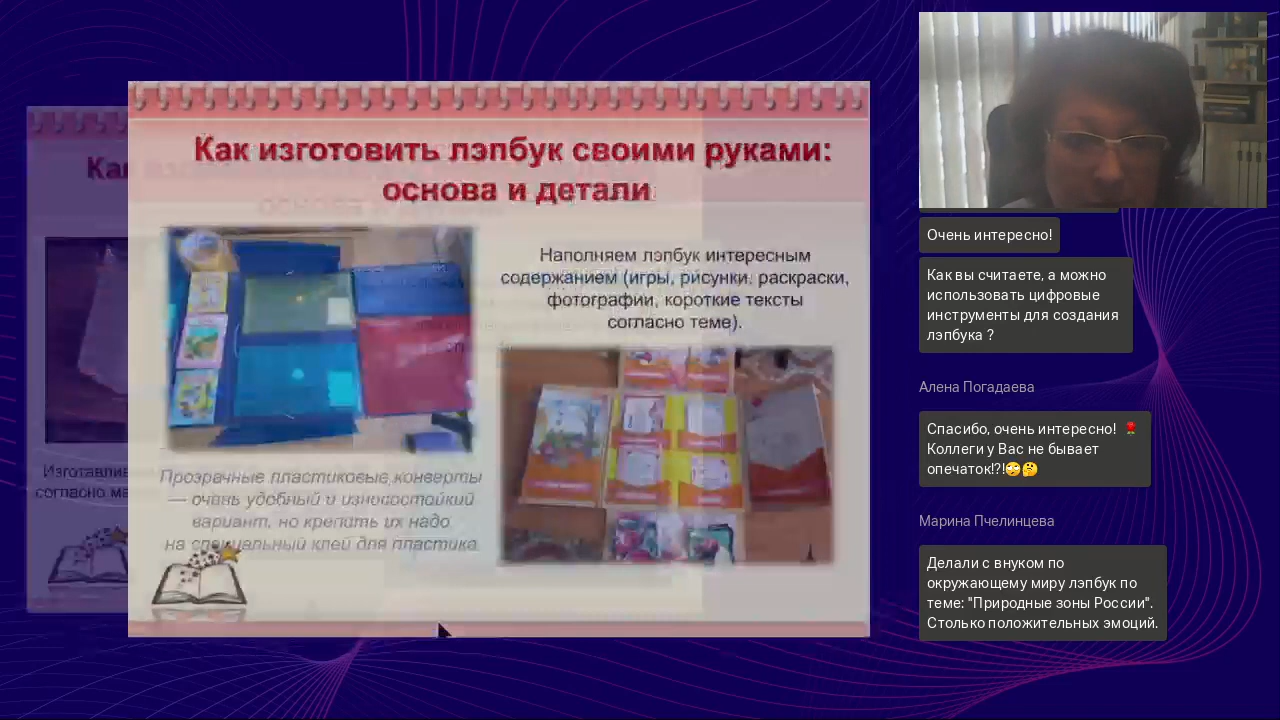 Как изготовить лэпбук своими руками:
основа и детали
Наполняем лэпбук интересным
содержанием (игры, рисунки, раскраски,
фотографии, короткие тексты
согласно теме).
Прозрачные пластиковые конверты
— очень удобный и износостойкий
вариант, но крепить их надо
на специальный клей для пластика
согласно
Очень интересно!
Как вы считаете, а можно
использовать цифровые
инструменты для создания
лэпбука ?
Алена Погадаева
Спасибо, очень интересно! 🌹
Коллеги у Вас не бывает
опечаток!?!🙄🤔
Марина Пчелинцева
Делали с внуком по
окружающему миру лэпбук по
теме: "Природные зоны России".
Столько положительных эмоций.